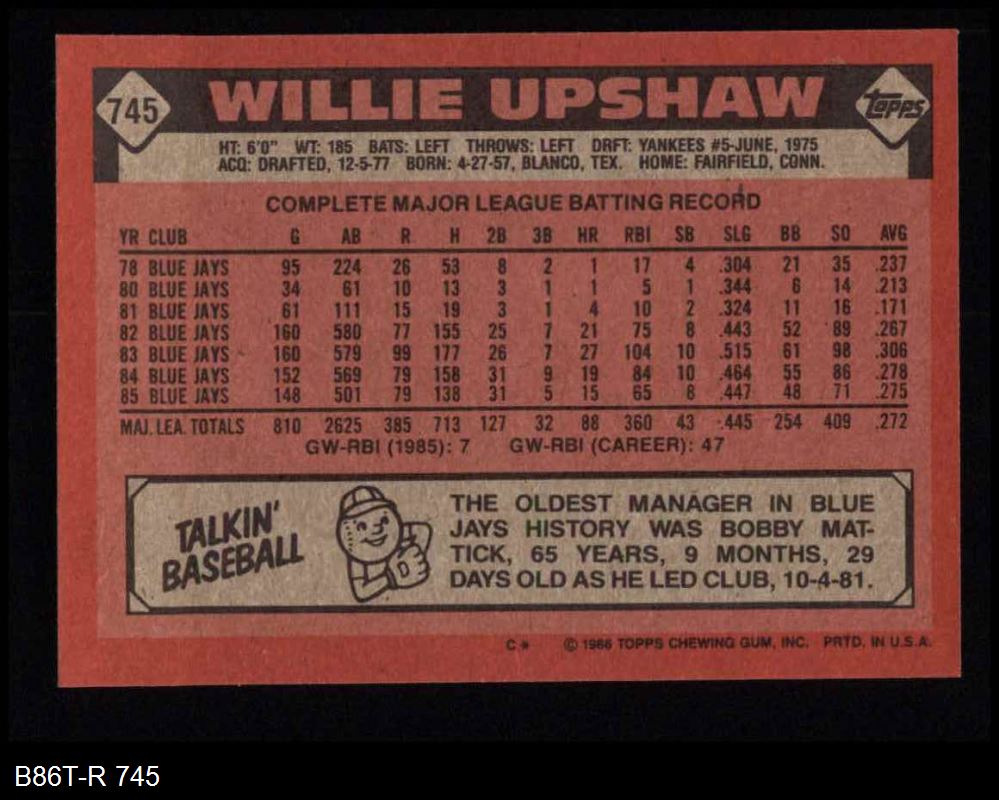 745
WILLIE UPSHAW
Topps
HT: 6'0" WT: 185 BATS: LEFT THROWS: LEFT DRFT: YANKEES #5-JUNE, 1975
ACQ: DRAFTED, 12-5-77 BORN: 4-27-57, BLANCO, TEX. HOME: FAIRFIELD, CONN.
COMPLETE MAJOR LEAGUE BATTING RECORD
YR CLUB G AB R H 2B 3B HR RBI SB SLG BB SO AVG
78 BLUE JAYS 95 224 26 53 8 2 1 17 4 .304 21 35 .237
80 BLUE JAYS 34 61 10 13 3 1 1 5 1 .344 6 14 .213
81 BLUE JAYS 61 111 15 19 3 1 4 10 2 .324 11 16 .171
82 BLUE JAYS 160 580 77 155 25 7 21 75 8 .443 52 89 .267
83 BLUE JAYS 160 579 99 177 26 7 27 104 10 .515 61 98 .306
84 BLUE JAYS 152 569 79 158 31 9 19 84 10 .464 55 86 .278
85 BLUE JAYS 148 501 79 138 31 5 15 65 8 .447 48 71 .275
MAJ. LEA. TOTALS 810 2625 385 713 127 32 88 360 43 .445 254 409 .272
GW-RBI (1985): 7 GW-RBI (CAREER): 47
TALKIN'
BASEBALL
THE OLDEST MANAGER IN BLUE
JAYS HISTORY WAS BOBBY MAT-
TICK, 65 YEARS, 9 MONTHS, 29
DAYS OLD AS HE LED CLUB, 10-4-81.
C* © 1986 TOPPS CHEWING GUM, INC. PRTD. IN U.S.A.
B86T-R 745